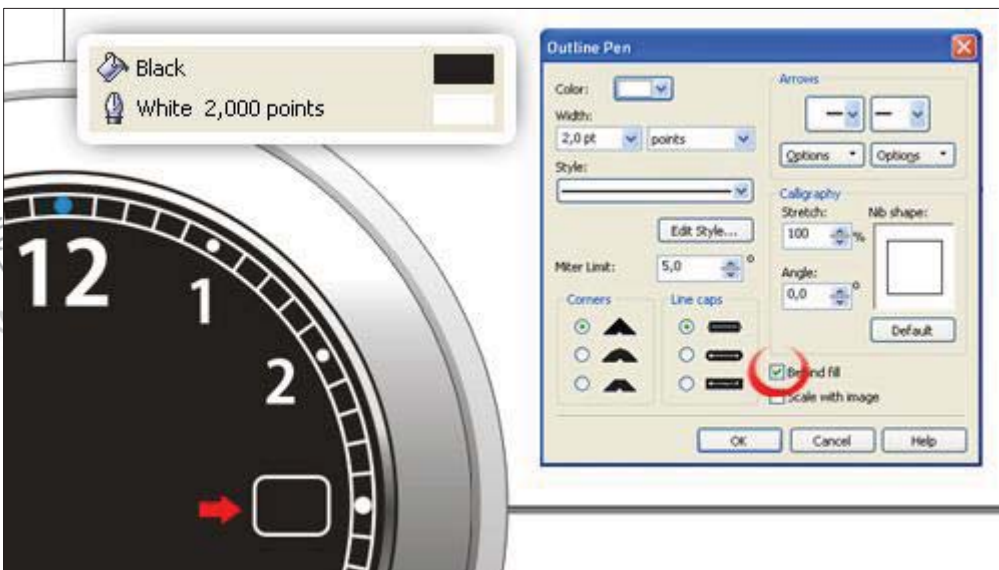 Black
White 2,000 points
12
1
2
Outline Pen
Color:
Width:
2,0 pt points
Style:
Edit Style...
Miter Limit: 5,0 °
Corners Line caps
Arrows
Options Options
Calligraphy
Stretch: Nib shape:
100 %
Angle:
0,0 °
Default
Behind fill
Scale with image
OK Cancel Help